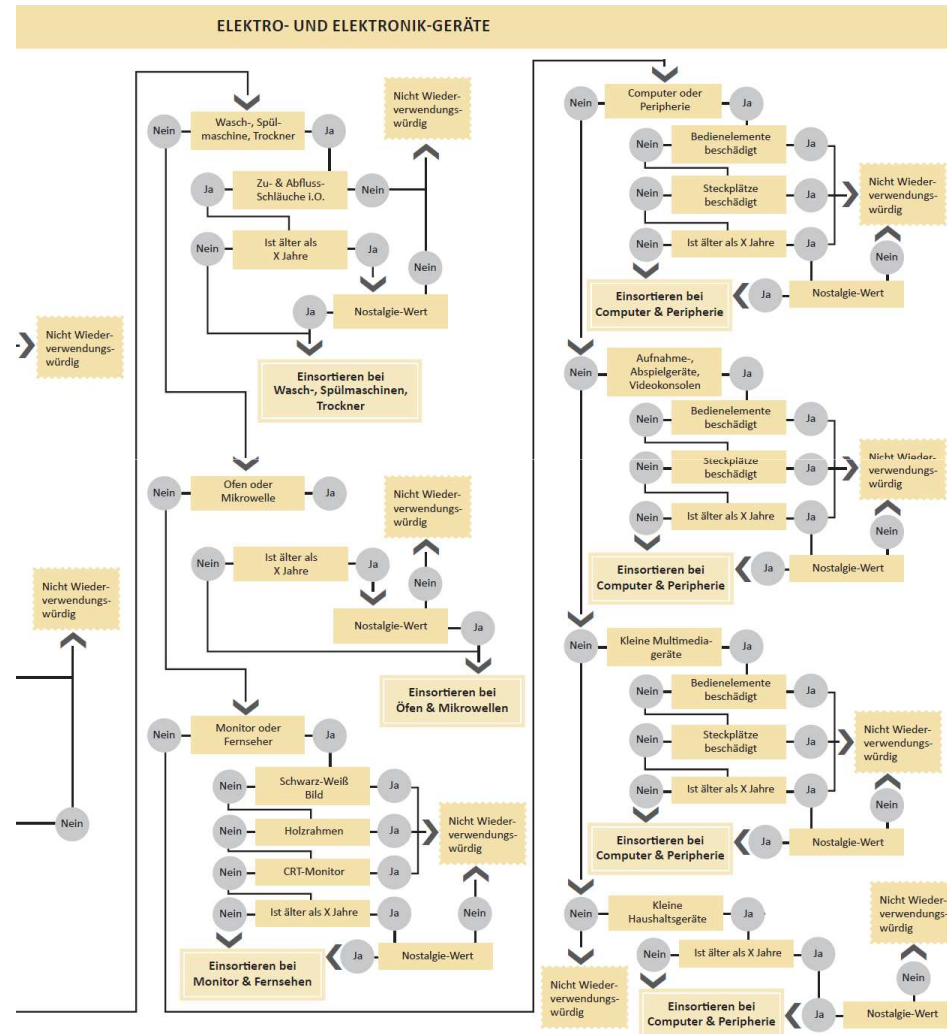 ELEKTRO- UND ELEKTRONIK-GERÄTE
Nicht Wieder-
verwendungs-
würdig
Nicht Wieder-
verwendungs-
würdig
Nein
Nein
Wasch-, Spül-
maschine, Trockner
Ja
Nicht Wieder-
verwendungs-
würdig
Ja
Zu- & Abfluss-
Schläuche i.O.
Nein
Nein
Ist älter als
X Jahre
Ja
Nein
Ja
Nostalgie-Wert
Einsortieren bei
Wasch-, Spülmaschinen,
Trockner
Nein
Ofen oder
Mikrowelle
Ja
Nicht Wieder-
verwendungs-
würdig
Ist älter als
X Jahre
Nein
Ja
Nein
Nostalgie-Wert
Ja
Einsortieren bei
Öfen & Mikrowellen
Nein
Monitor oder
Fernseher
Ja
Nein
Schwarz-Weiß
Bild
Ja
Nein
Holzrahmen
Ja
Nicht Wieder-
verwendungs-
würdig
Nein
CRT-Monitor
Ja
Nein
Ist älter als X Jahre
Ja
Nein
Ja
Nostalgie-Wert
Einsortieren bei
Monitor & Fernsehen
Nein
Computer oder
Peripherie
Ja
Nein
Bedienelemente
beschädigt
Ja
Nein
Steckplätze
beschädigt
Ja
Nicht Wieder-
verwendungs-
würdig
Nein
Ist älter als X Jahre
Ja
Nein
Einsortieren bei
Computer & Peripherie
Ja
Nostalgie-Wert
Nein
Aufnahme-,
Abspielgeräte,
Videokonsolen
Ja
Nein
Bedienelemente
beschädigt
Ja
Nein
Steckplätze
beschädigt
Ja
Nicht Wieder-
verwendungs-
würdig
Nein
Ist älter als X Jahre
Ja
Nein
Einsortieren bei
Computer & Peripherie
Ja
Nostalgie-Wert
Nein
Kleine Multimedia-
geräte
Ja
Nein
Bedienelemente
beschädigt
Ja
Nein
Steckplätze
beschädigt
Ja
Nicht Wieder-
verwendungs-
würdig
Nein
Ist älter als X Jahre
Ja
Nein
Einsortieren bei
Computer & Peripherie
Ja
Nostalgie-Wert
Nein
Kleine
Haushaltsgeräte
Ja
Nicht Wieder-
verwendungs-
würdig
Nein
Ist älter als X Jahre
Ja
Nein
Nicht Wieder-
verwendungs-
würdig
Einsortieren bei
Computer & Peripherie
Ja
Nostalgie-Wert